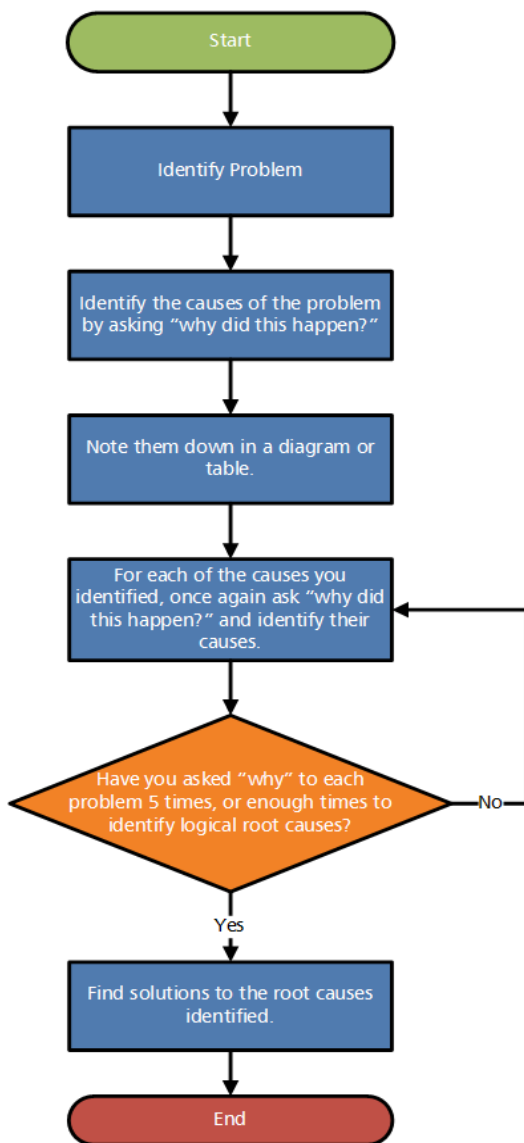 Start
Identify Problem
Identify the causes of the problem
by asking “why did this happen?”
Note them down in a diagram or
table.
For each of the causes you
identified, once again ask “why did
this happen?” and identify their
causes.
Have you asked “why” to each
problem 5 times, or enough times to
identify logical root causes?
No
Yes
Find solutions to the root causes
identified.
End